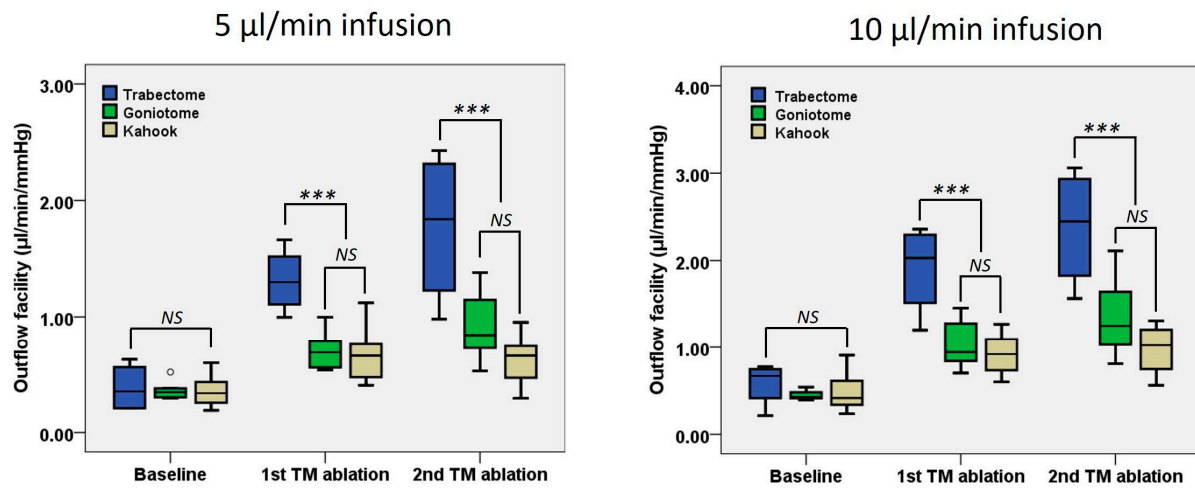 5 µl/min infusion
Outflow facility (µl/min/mmHg)
3.00
2.00
1.00
0.00
Trabectome
Goniotome
Kahook
NS
***
NS
***
NS
Baseline
1st TM ablation
2nd TM ablation
10 µl/min infusion
Outflow facility (µl/min/mmHg)
4.00
3.00
2.00
1.00
0.00
Trabectome
Goniotome
Kahook
NS
***
NS
***
NS
Baseline
1st TM ablation
2nd TM ablation